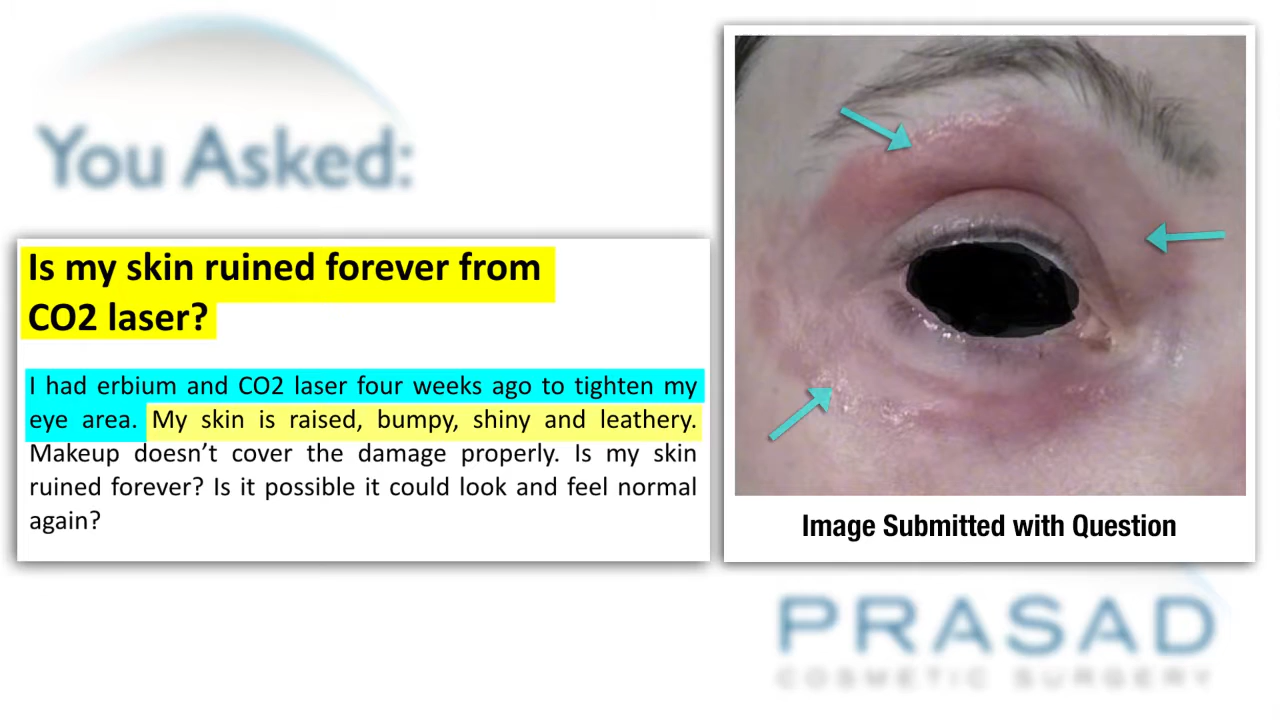 You Asked:
Is my skin ruined forever from
CO2 laser?
I had erbium and CO2 laser four weeks ago to tighten my
eye area. My skin is raised, bumpy, shiny and leathery.
Makeup doesn’t cover the damage properly. Is my skin
ruined forever? Is it possible it could look and feel normal
again?
Image Submitted with Question
PRASAD
COSMETIC SURGERY